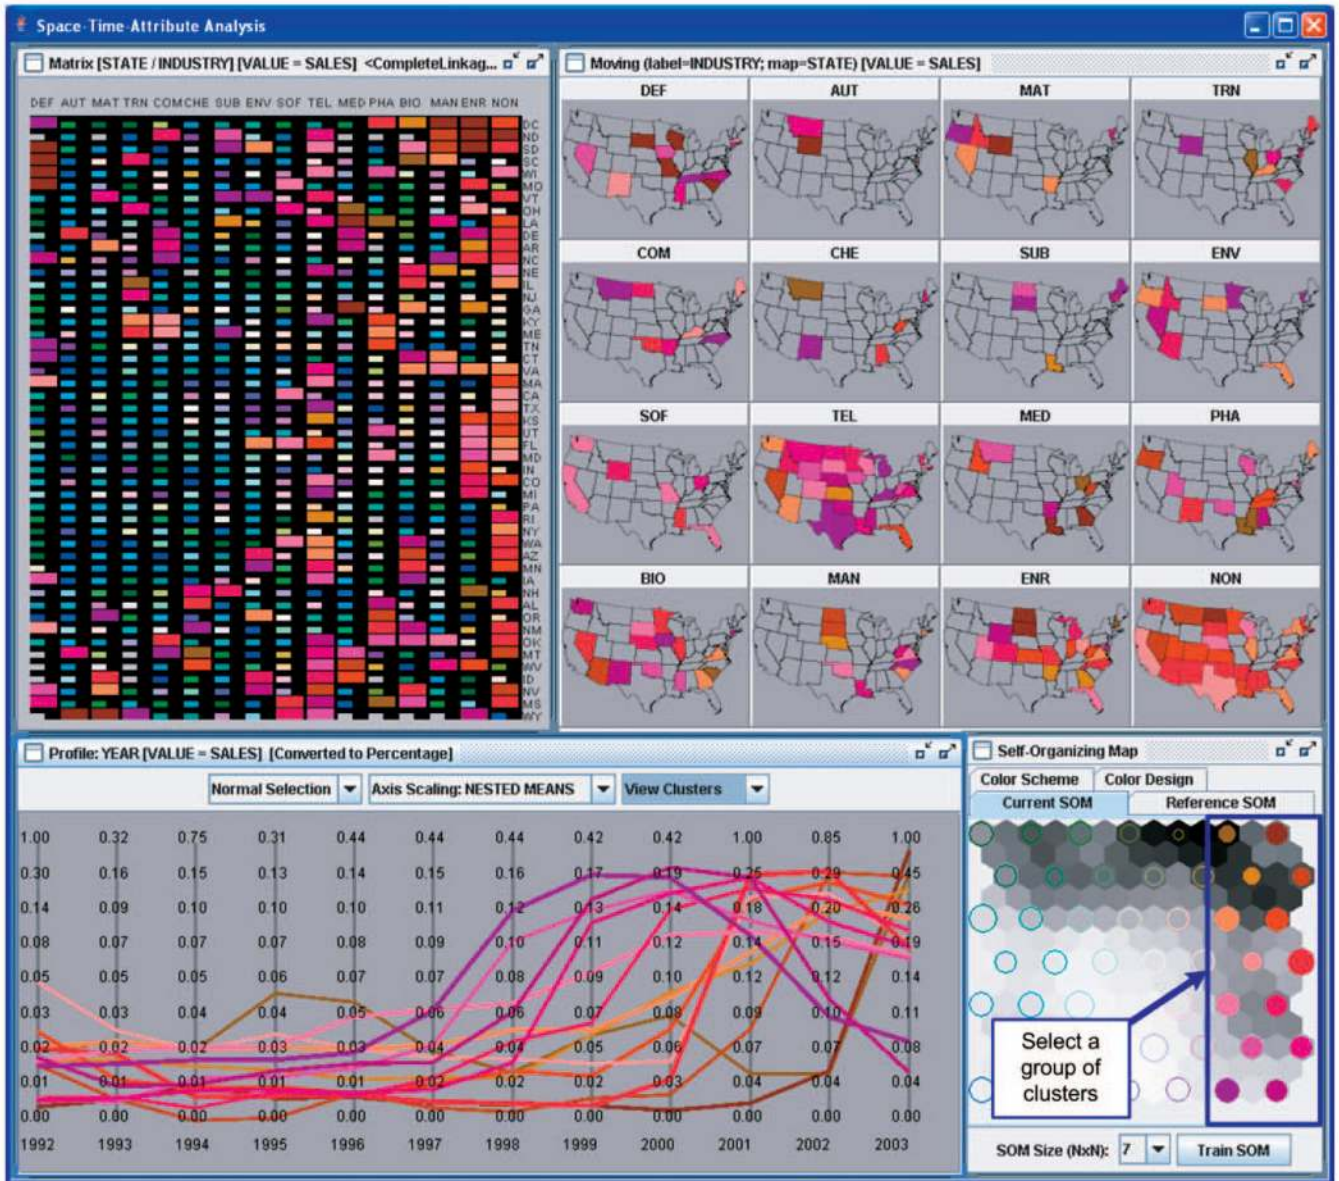 Space-Time-Attribute Analysis
Matrix [STATE / INDUSTRY] [VALUE = SALES] <CompleteLinkag...
DEF AUT MAT TRN COM CHE SUB ENV SOF TEL MED PHA BIO MAN ENR NON
DC
ND
SD
SC
WI
MO
VT
OH
LA
DE
AR
NC
NE
IL
NJ
GA
KY
ME
TN
CT
VA
MA
CA
TX
KS
UT
FL
MD
IN
CO
MI
PA
RI
NY
WA
AZ
MN
IA
NH
AL
OR
NM
OK
MT
WV
ID
NV
MS
WY
Moving (label=INDUSTRY; map=STATE) [VALUE = SALES]
DEF AUT MAT TRN
COM CHE SUB ENV
SOF TEL MED PHA
BIO MAN ENR NON
Profile: YEAR [VALUE = SALES] [Converted to Percentage]
Normal Selection Axis Scaling: NESTED MEANS View Clusters
1.00 0.32 0.75 0.31 0.44 0.44 0.44 0.42 0.42 1.00 0.85 1.00
0.30 0.16 0.15 0.13 0.14 0.15 0.16 0.17 0.19 0.25 0.29 0.45
0.14 0.09 0.10 0.10 0.10 0.11 0.12 0.13 0.14 0.18 0.20 0.26
0.08 0.07 0.07 0.07 0.08 0.09 0.10 0.11 0.12 0.14 0.15 0.19
0.05 0.05 0.05 0.06 0.07 0.07 0.08 0.09 0.10 0.12 0.12 0.14
0.03 0.03 0.04 0.04 0.05 0.06 0.06 0.07 0.08 0.09 0.10 0.11
0.02 0.02 0.02 0.03 0.03 0.04 0.04 0.05 0.06 0.07 0.07 0.08
0.01 0.01 0.01 0.01 0.02 0.02 0.02 0.02 0.03 0.04 0.04 0.04
0.00 0.00 0.00 0.00 0.00 0.00 0.00 0.00 0.00 0.00 0.00 0.00
1992 1993 1994 1995 1996 1997 1998 1999 2000 2001 2002 2003
Self-Organizing Map
Color Scheme Color Design
Current SOM Reference SOM
Select a
group of
clusters
SOM Size (NxN): 7 Train SOM